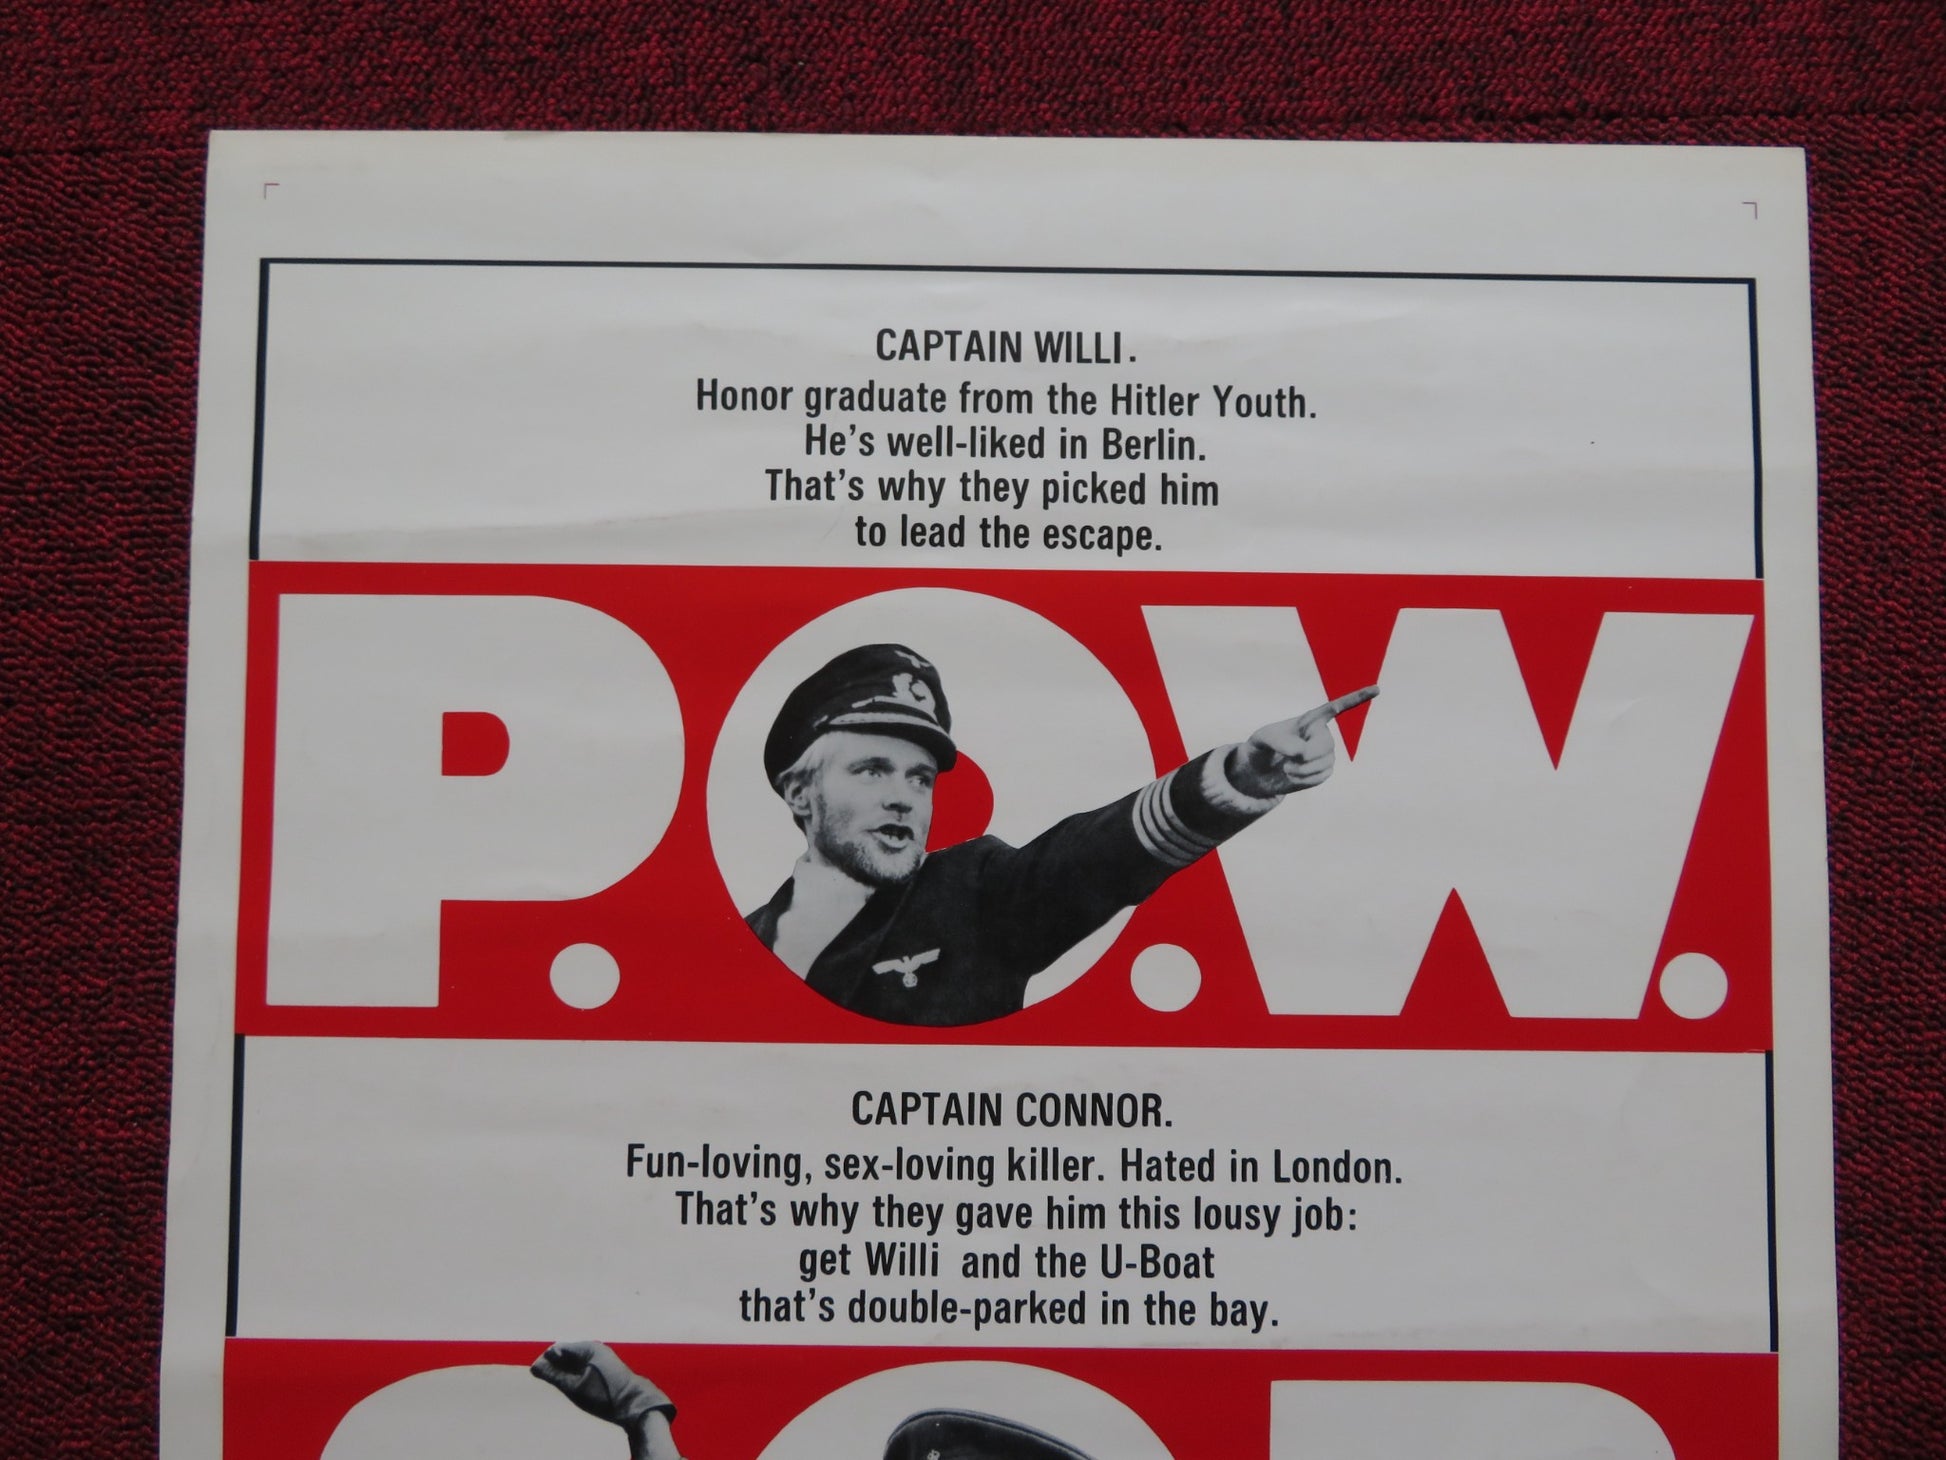 CAPTAIN WILLI.
Honor graduate from the Hitler Youth.
He's well-liked in Berlin.
That's why they picked him
to lead the escape.
P.O.W.
CAPTAIN CONNOR.
Fun-loving, sex-loving killer. Hated in London.
That's why they gave him this lousy job:
get Willi and the U-Boat
that's double-parked in the bay.